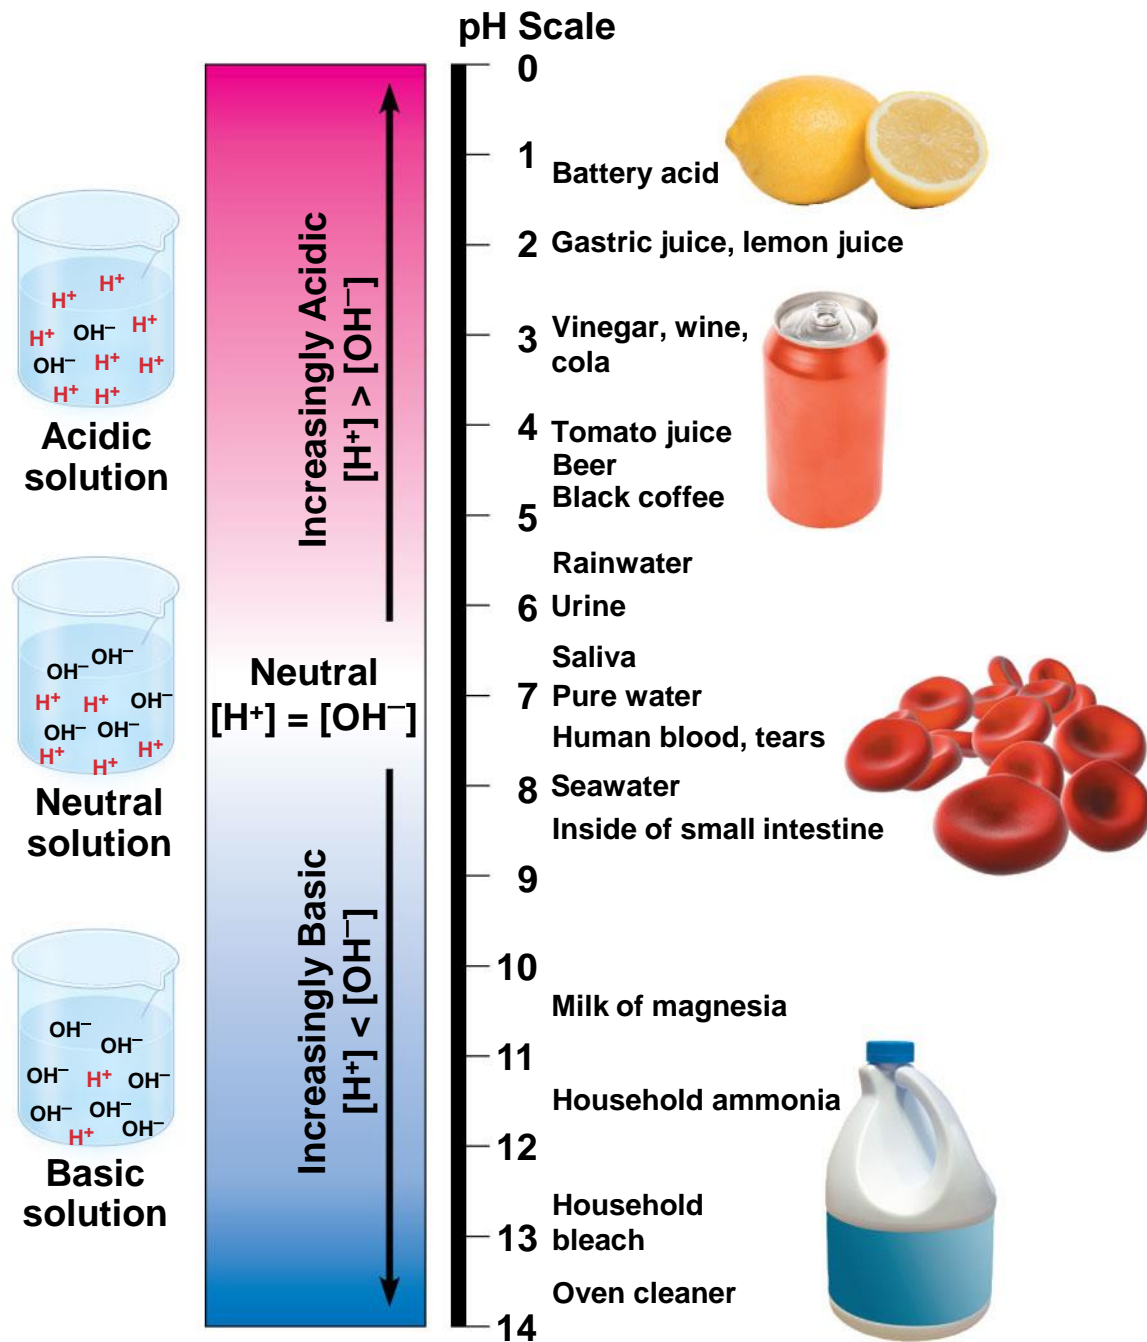 pH Scale
0
1
Battery acid
2
Gastric juice, lemon juice
3
Vinegar, wine,
cola
4
Tomato juice
Beer
Black coffee
5
Rainwater
6
Urine
Saliva
7
Pure water
Human blood, tears
8
Seawater
Inside of small intestine
9
10
Milk of magnesia
11
Household ammonia
12
Household
bleach
13
Oven cleaner
14
Increasingly Acidic
[H⁺] > [OH⁻]
Neutral
[H⁺] = [OH⁻]
Increasingly Basic
[H⁺] < [OH⁻]
H⁺ H⁺
H⁺ OH⁻ H⁺
OH⁻ H⁺ H⁺
H⁺ H⁺
Acidic
solution
OH⁻ OH⁻
H⁺ H⁺ OH⁻
OH⁻ OH⁻
H⁺ H⁺ H⁺
Neutral
solution
OH⁻ OH⁻
OH⁻ H⁺ OH⁻
OH⁻ OH⁻
H⁺ OH⁻
Basic
solution